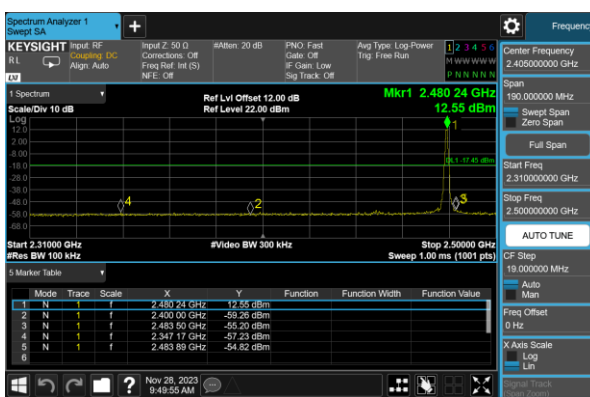 Spectrum Analyzer 1
Swept SA
+
Frequency
KEYSIGHT Input: RF
R L
Coupling: DC
Align: Auto
Input Z: 50 Ω
Corrections: Off
Freq Ref: Int (S)
NFE: Off
#Atten: 20 dB
PNO: Fast
Gate: Off
IF Gain: Low
Sig Track: Off
Avg Type: Log-Power
Trig: Free Run
1 2 3 4 5 6
M W W W W W
P N N N N N
1 Spectrum
Scale/Div 10 dB
Ref Lvl Offset 12.00 dB
Ref Level 22.00 dBm
Mkr1 2.480 24 GHz
12.55 dBm
Log
12.0
2.00
-8.00
-18.0
-28.0
-38.0
-48.0
-58.0
-68.0
DL1 -17.45 dBm
1
2
3
4
Start 2.31000 GHz
#Res BW 100 kHz
#Video BW 300 kHz
Stop 2.50000 GHz
Sweep 1.00 ms (1001 pts)
5 Marker Table
Mode Trace Scale X Y Function Function Width Function Value
1 N 1 f 2.480 24 GHz 12.55 dBm
2 N 1 f 2.400 00 GHz -59.26 dBm
3 N 1 f 2.483 50 GHz -55.20 dBm
4 N 1 f 2.347 17 GHz -57.23 dBm
5 N 1 f 2.483 89 GHz -54.82 dBm
6
Center Frequency
2.405000000 GHz
Span
190.000000 MHz
Swept Span
Zero Span
Full Span
Start Freq
2.310000000 GHz
Stop Freq
2.500000000 GHz
AUTO TUNE
CF Step
19.000000 MHz
Auto
Man
Freq Offset
0 Hz
X Axis Scale
Log
Lin
Signal Track
(Span Zoom)
?
Nov 28, 2023
9:49:55 AM